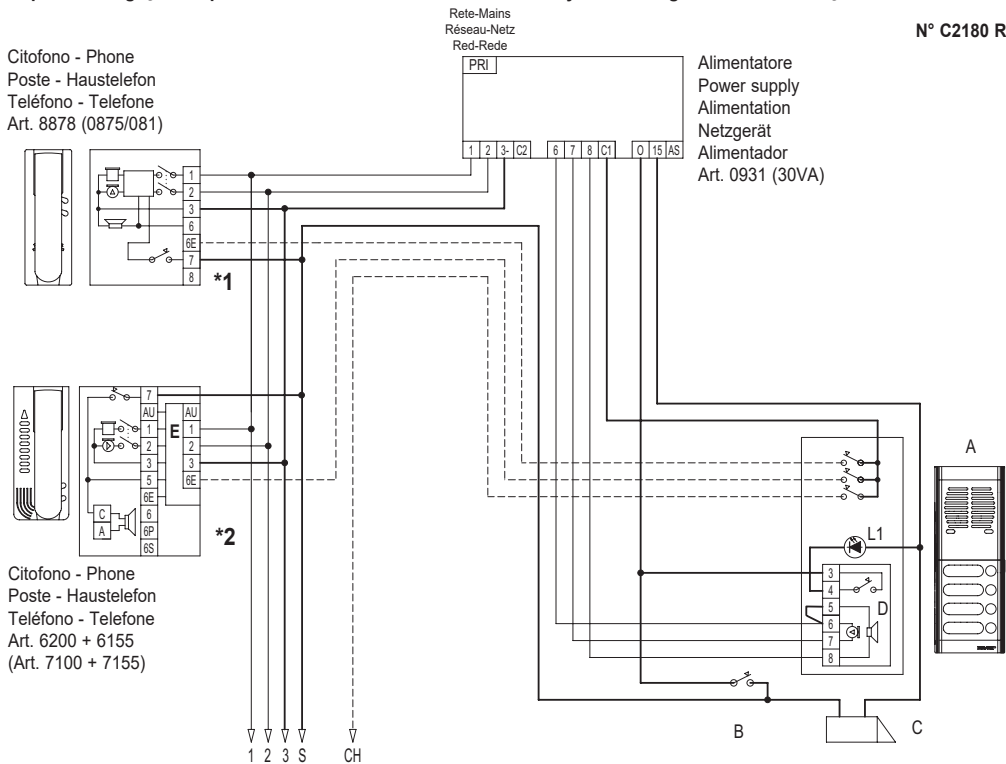 Rete-Mains
Réseau-Netz
Red-Rede
N° C2180 R
Citofono - Phone
Poste - Haustelefon
Teléfono - Telefone
Art. 8878 (0875/081)
PRI
Alimentatore
Power supply
Alimentation
Netzgerät
Alimentador
Art. 0931 (30VA)
1 2 3- C2 6 7 8 C1 0 15 AS
1
2
3
6
6E
7
8
*1
7
AU AU
1 E 1
2 2
3 3
5 6E
6E
C 6
A 6P
6S
*2
Citofono - Phone
Poste - Haustelefon
Teléfono - Telefone
Art. 6200 + 6155
(Art. 7100 + 7155)
A
L1
3
4
5 D
6
7
8
B
C
1 2 3 S CH